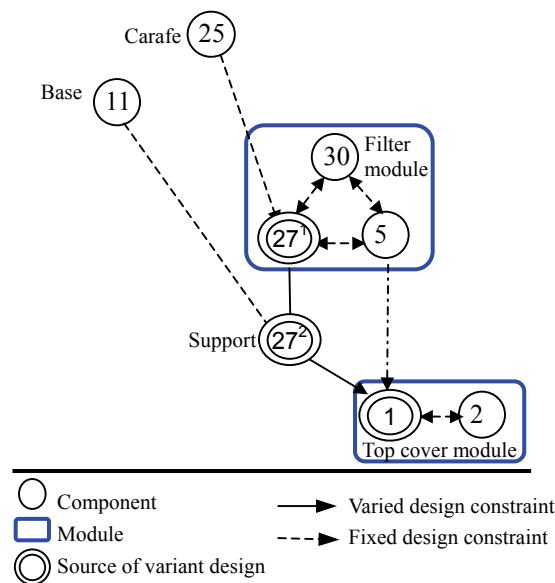 Carafe
25
Base
11
30
Filter
module
27¹
5
Support
27²
1
2
Top cover module
Component
Module
Source of variant design
Varied design constraint
Fixed design constraint